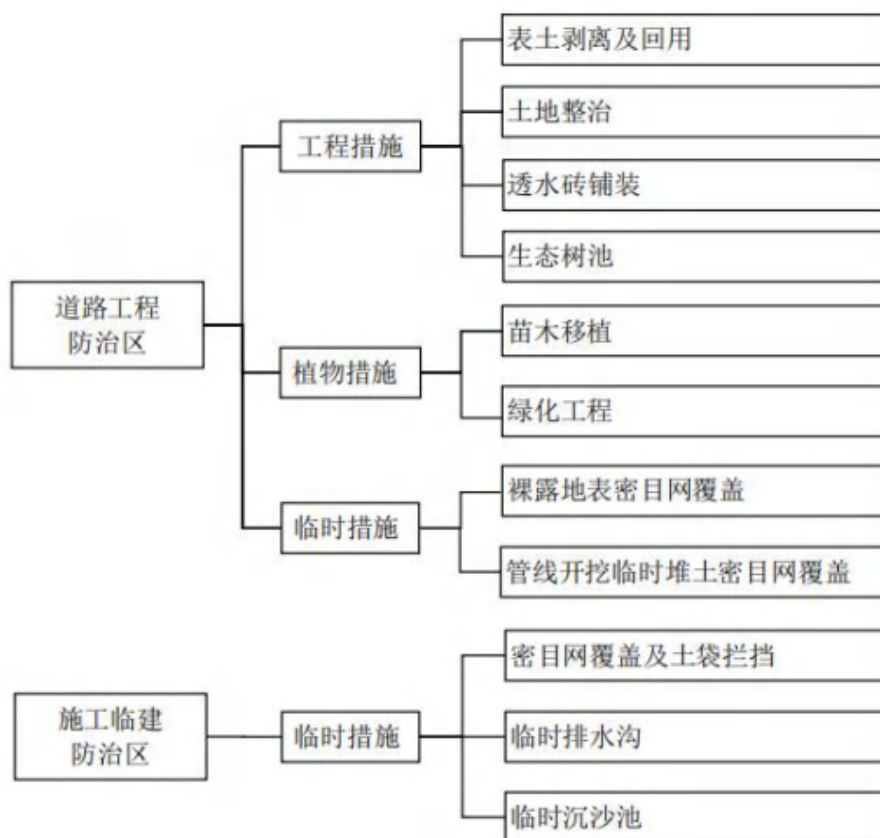 道路工程
防治区
工程措施
表土剥离及回用
土地整治
透水砖铺装
生态树池
植物措施
苗木移植
绿化工程
临时措施
裸露地表密目网覆盖
管线开挖临时堆土密目网覆盖
施工临建
防治区
临时措施
密目网覆盖及土袋拦挡
临时排水沟
临时沉沙池